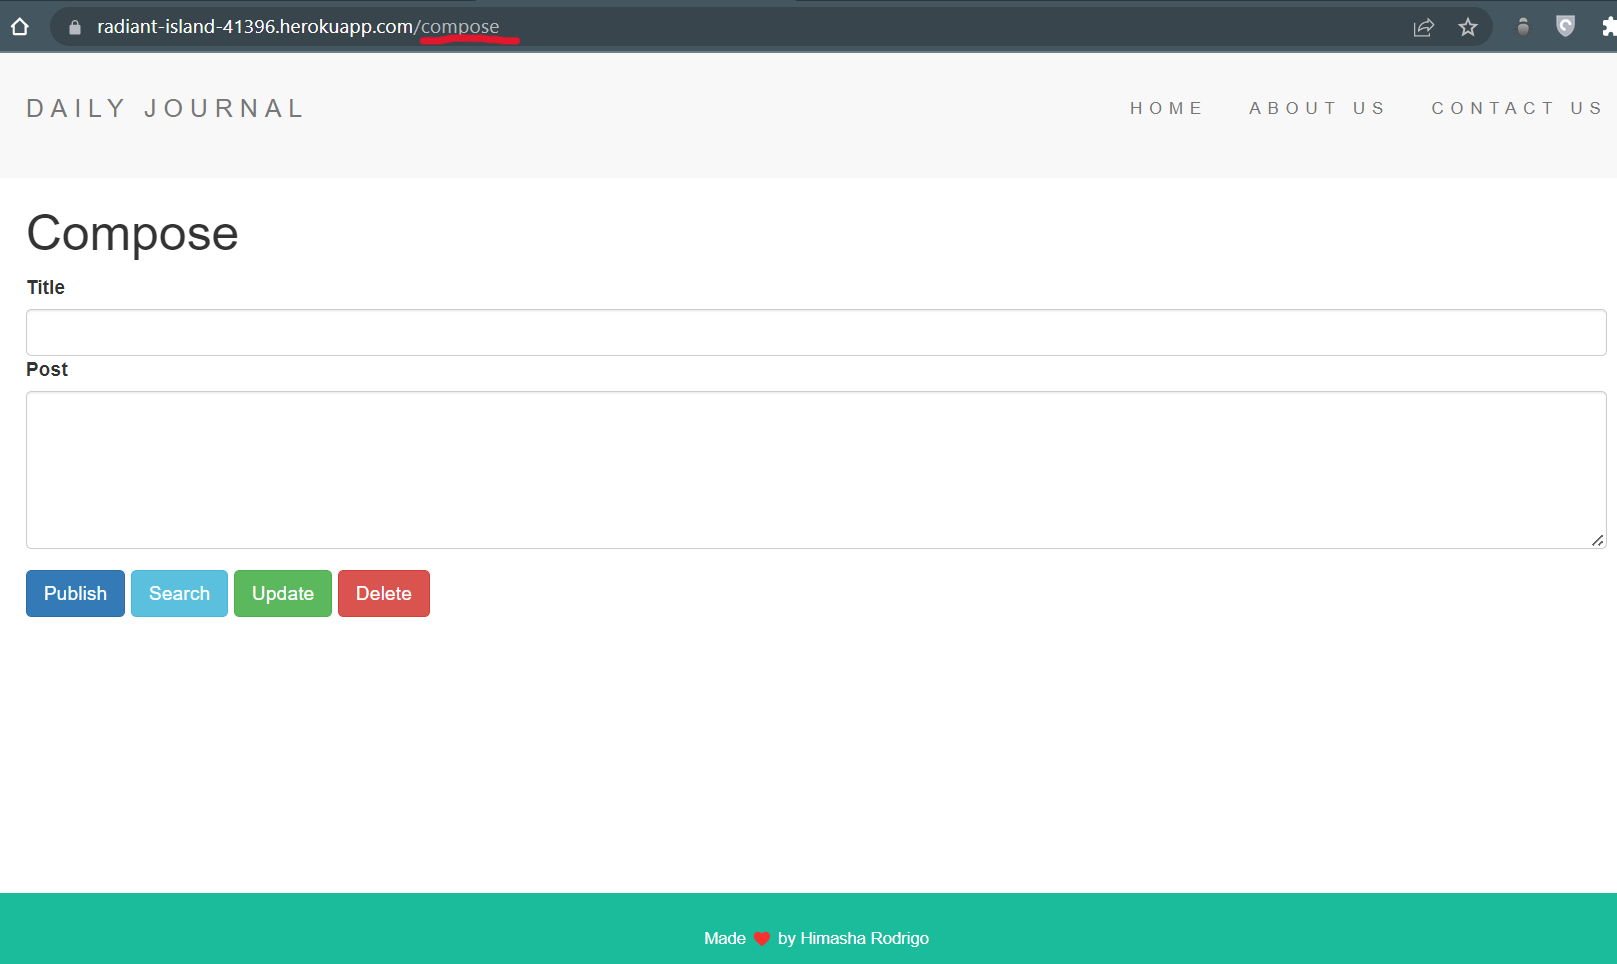 radiant-island-41396.herokuapp.com/compose
DAILY JOURNAL
HOME ABOUT US CONTACT US
Compose
Title
Post
Publish Search Update Delete
Made ❤ by Himasha Rodrigo